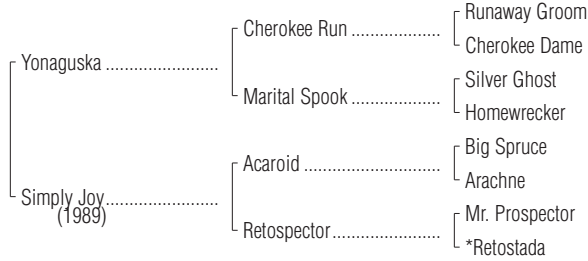 Runaway Groom
Cherokee Run ....................
Cherokee Dame
Yonaguska .........................
Silver Ghost
Marital Spook ....................
Homewrecker
Big Spruce
Acaroid ..............................
Arachne
Simply Joy.........................
(1989)
Mr. Prospector
Retospector........................
*Retostada